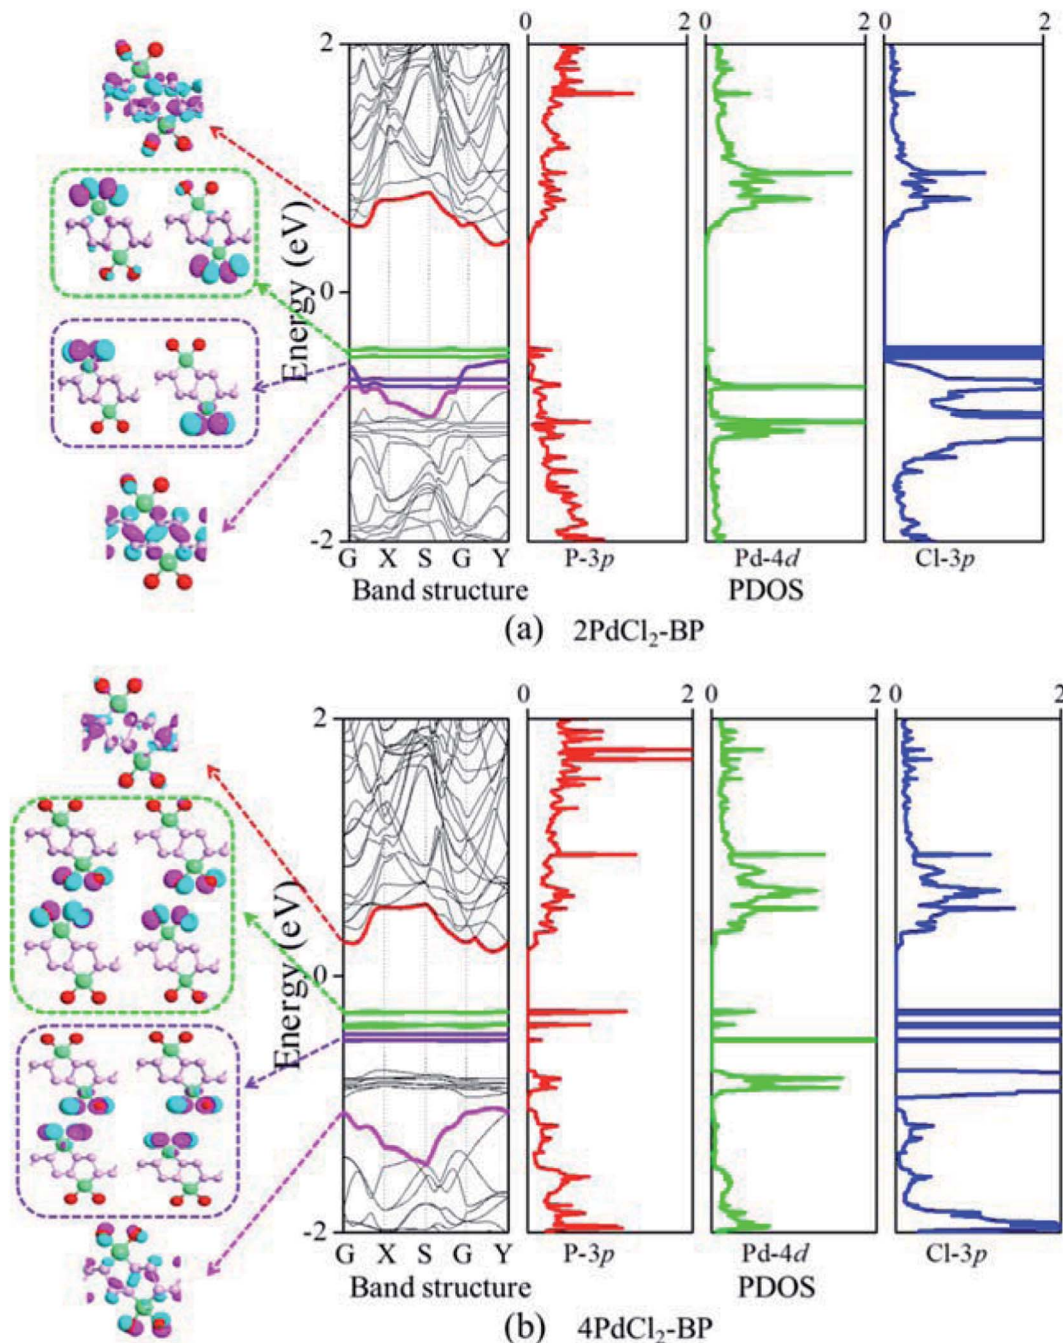 0 2 0 2 0 2
2
Energy (eV)
0
-2
G X S G Y P-3p Pd-4d Cl-3p
Band structure PDOS
(a) 2PdCl₂-BP
0 2 0 2 0 2
2
Energy (eV)
0
-2
G X S G Y P-3p Pd-4d Cl-3p
Band structure PDOS
(b) 4PdCl₂-BP